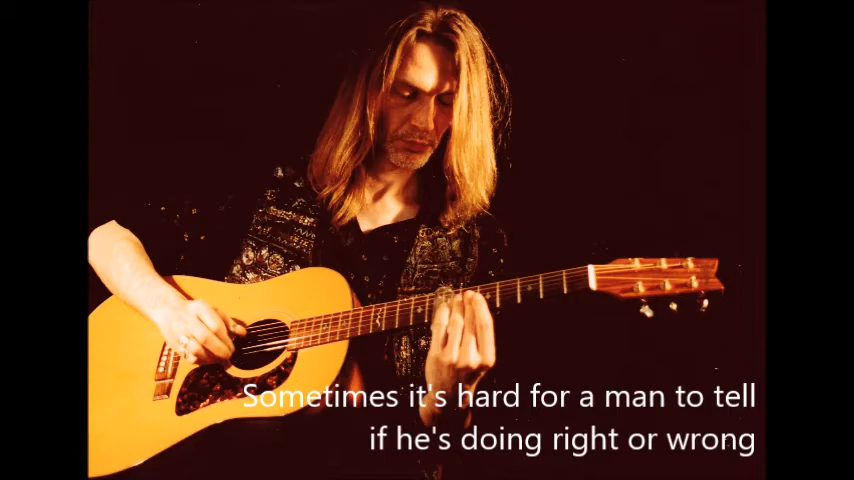 Sometimes it's hard for a man to tell
if he's doing right or wrong